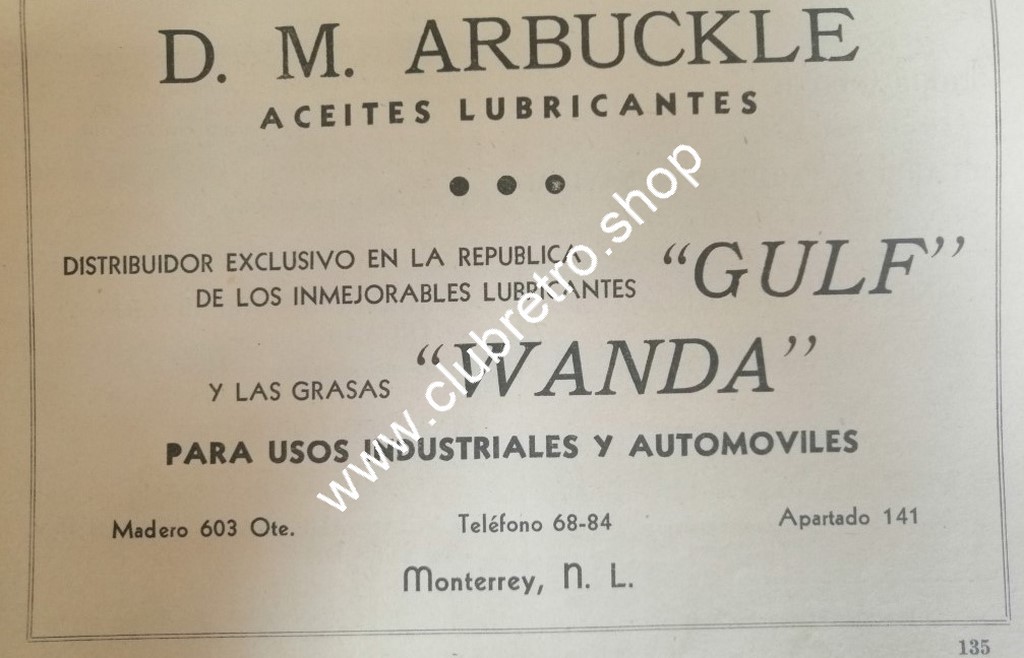 D. M. ARBUCKLE
ACEITES LUBRICANTES
DISTRIBUIDOR EXCLUSIVO EN LA REPUBLICA
DE LOS INMEJORABLES LUBRICANTES "GULF"
Y LAS GRASAS "WANDA"
PARA USOS INDUSTRIALES Y AUTOMOVILES
Madero 603 Ote. Teléfono 68-84 Apartado 141
Monterrey, N. L.
135
www.clubretro.shop